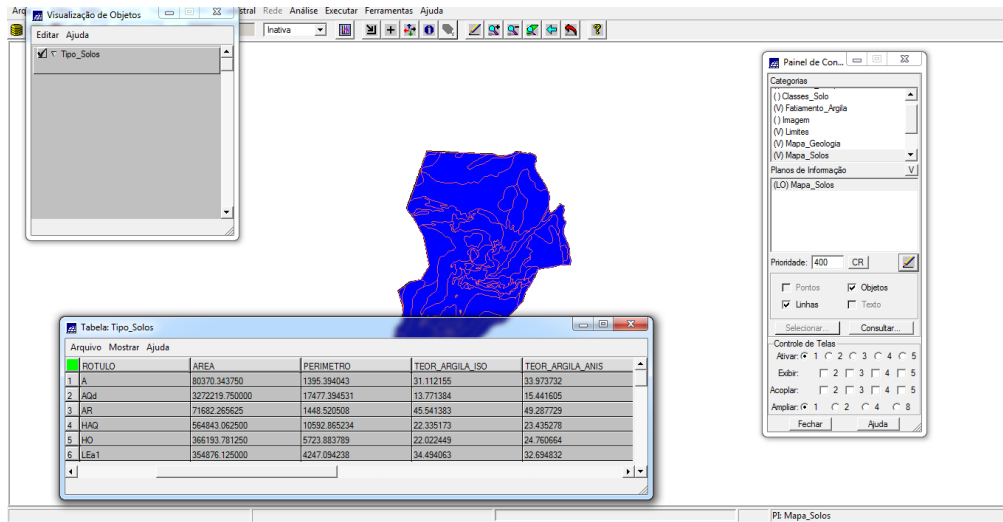 Rede Análise Executar Ferramentas Ajuda
Inativa
Visualização de Objetos
Editar Ajuda
Tipo_Solos
Painel de Con...
Categorias
() Classes_Solo
(V) Fatiamento_Argila
() Imagem
(V) Limites
(V) Mapa_Geologia
(V) Mapa_Solos
Planos de Informação V
(LO) Mapa_Solos
Prioridade: 400 CR
Pontos Objetos
Linhas Texto
Selecionar... Consultar...
Controle de Telas
Ativar: 1 2 3 4 5
Exibir: 2 3 4 5
Acoplar: 2 3 4 5
Ampliar: 1 2 4 8
Fechar Ajuda
Tabela: Tipo_Solos
Arquivo Mostrar Ajuda
ROTULO AREA PERIMETRO TEOR_ARGILA_ISO TEOR_ARGILA_ANIS
1 A 80370.343750 1395.394043 31.112155 33.973732
2 AQd 3272219.750000 17477.394531 13.771384 15.441605
3 AR 71682.265625 1448.520508 45.541383 49.287729
4 HAQ 564843.062500 10592.865234 22.335173 23.435278
5 HO 366193.781250 5723.883789 22.022449 24.760664
6 LEa1 354876.125000 4247.094238 34.494063 32.694832
PI: Mapa_Solos